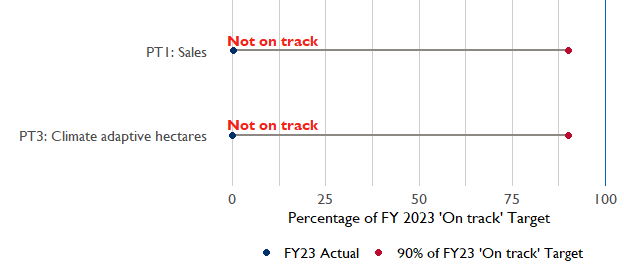 Not on track
PT1: Sales
Not on track
PT3: Climate adaptive hectares
0 25 50 75 100
Percentage of FY 2023 'On track' Target
FY23 Actual 90% of FY23 'On track' Target